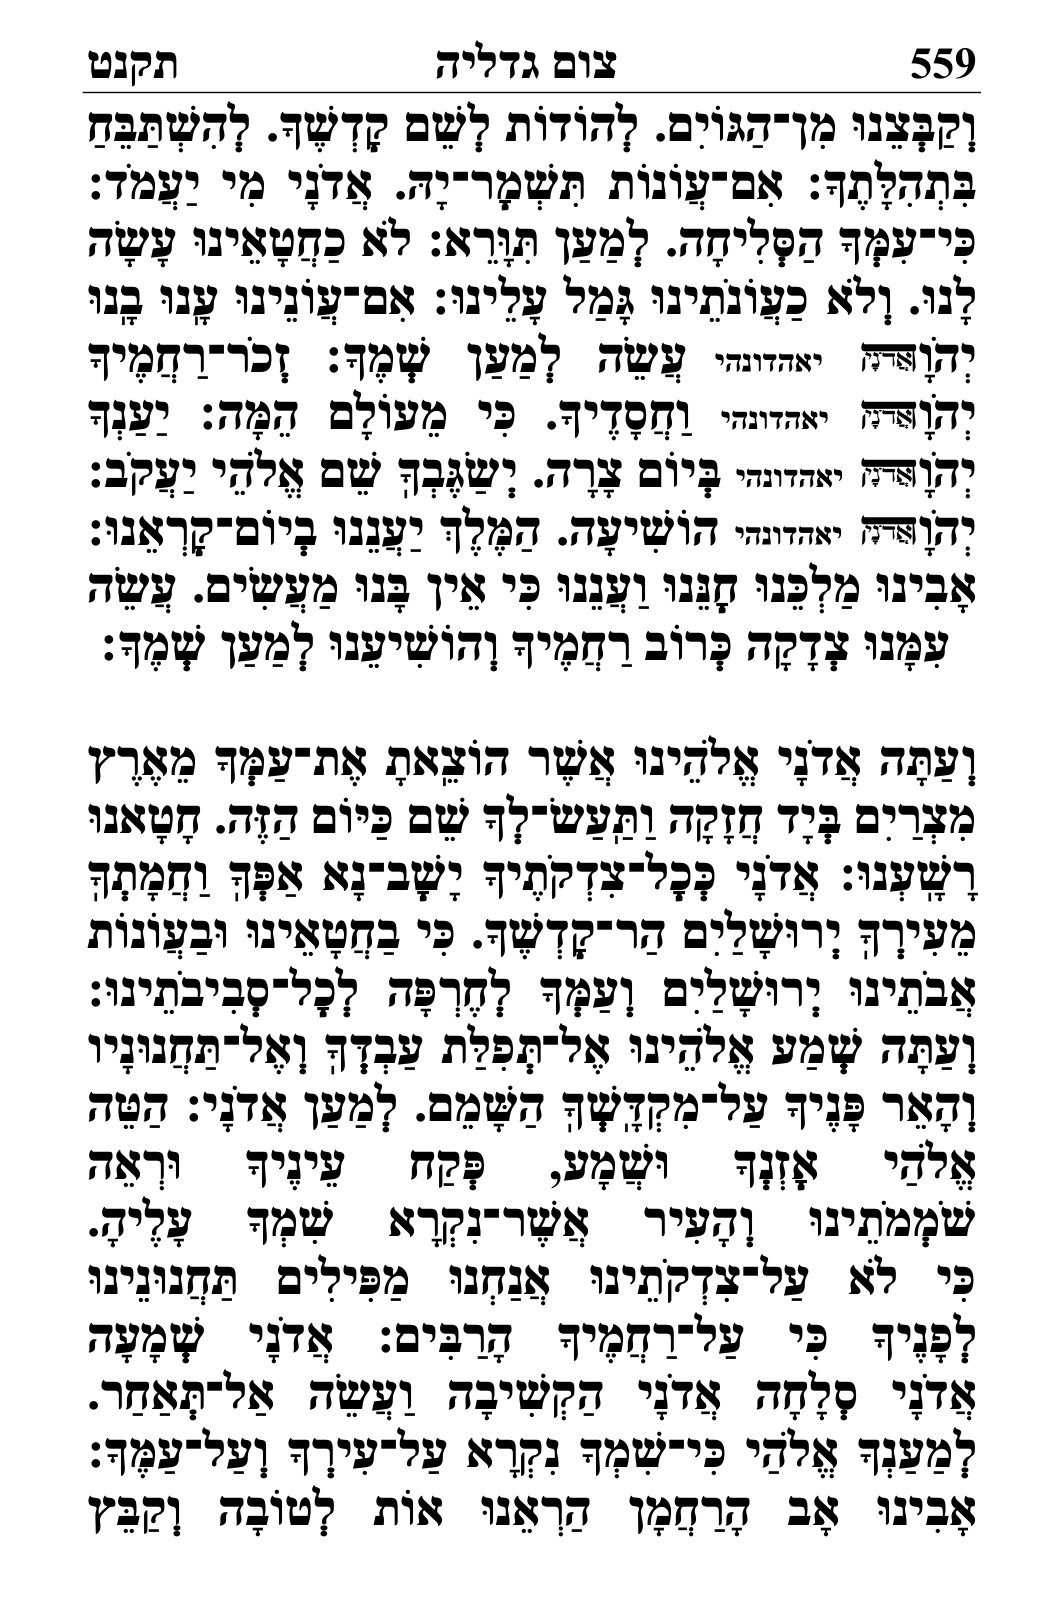 559 צום גדליה תקנט
וְקַבְּצֵנוּ מִן־הַגּוֹיִם. לְהוֹדוֹת לְשֵׁם קָדְשֶׁךָ. לְהִשְׁתַּבֵּחַ
בִּתְהִלָּתֶךָ: אִם־עֲוֹנוֹת תִּשְׁמָר־יָהּ. אֲדֹנָי מִי יַעֲמֹד:
כִּי־עִמְּךָ הַסְּלִיחָה. לְמַעַן תִּוָּרֵא: לֹא כַחֲטָאֵינוּ עָשָׂה
לָנוּ. וְלֹא כַעֲוֹנֹתֵינוּ גָּמַל עָלֵינוּ: אִם־עֲוֹנֵינוּ עָנוּ בָנוּ
יְהֹוָה אדני יאהדונהי עֲשֵׂה לְמַעַן שְׁמֶךָ: זְכֹר־רַחֲמֶיךָ
יְהֹוָה אדני יאהדונהי וַחֲסָדֶיךָ. כִּי מֵעוֹלָם הֵמָּה: יַעַנְךָ
יְהֹוָה אדני יאהדונהי בְּיוֹם צָרָה. יְשַׂגֶּבְךָ שֵׁם אֱלֹהֵי יַעֲקֹב:
יְהֹוָה אדני יאהדונהי הוֹשִׁיעָה. הַמֶּלֶךְ יַעֲנֵנוּ בְיוֹם־קָרְאֵנוּ:
אָבִינוּ מַלְכֵּנוּ חָנֵּנוּ וַעֲנֵנוּ כִּי אֵין בָּנוּ מַעֲשִׂים. עֲשֵׂה
עִמָּנוּ צְדָקָה כְּרוֹב רַחֲמֶיךָ וְהוֹשִׁיעֵנוּ לְמַעַן שְׁמֶךָ:
וְעַתָּה אֲדֹנָי אֱלֹהֵינוּ אֲשֶׁר הוֹצֵאתָ אֶת־עַמְּךָ מֵאֶרֶץ
מִצְרַיִם בְּיָד חֲזָקָה וַתַּעַשׂ־לְךָ שֵׁם כַּיּוֹם הַזֶּה. חָטָאנוּ
רָשָׁעְנוּ: אֲדֹנָי כְּכָל־צִדְקֹתֶיךָ יָשָׁב־נָא אַפְּךָ וַחֲמָתְךָ
מֵעִירְךָ יְרוּשָׁלַיִם הַר־קָדְשֶׁךָ. כִּי בַחֲטָאֵינוּ וּבַעֲוֹנוֹת
אֲבֹתֵינוּ יְרוּשָׁלַיִם וְעַמְּךָ לְחֶרְפָּה לְכָל־סְבִיבֹתֵינוּ:
וְעַתָּה שְׁמַע אֱלֹהֵינוּ אֶל־תְּפִלַּת עַבְדְּךָ וְאֶל־תַּחֲנוּנָיו
וְהָאֵר פָּנֶיךָ עַל־מִקְדָּשְׁךָ הַשָּׁמֵם. לְמַעַן אֲדֹנָי: הַטֵּה
אֱלֹהַי אָזְנְךָ וּשֲׁמָע, פְּקַח עֵינֶיךָ וּרְאֵה
שֹׁמְמֹתֵינוּ וְהָעִיר אֲשֶׁר־נִקְרָא שִׁמְךָ עָלֶיהָ.
כִּי לֹא עַל־צִדְקֹתֵינוּ אֲנַחְנוּ מַפִּילִים תַּחֲנוּנֵינוּ
לְפָנֶיךָ כִּי עַל־רַחֲמֶיךָ הָרַבִּים: אֲדֹנָי שְׁמָעָה
אֲדֹנָי סְלָחָה אֲדֹנָי הַקְשִׁיבָה וַעֲשֵׂה אַל־תְּאַחַר.
לְמַעַנְךָ אֱלֹהַי כִּי־שִׁמְךָ נִקְרָא עַל־עִירְךָ וְעַל־עַמֶּךָ:
אָבִינוּ אָב הָרַחֲמָן הַרְאֵנוּ אוֹת לְטוֹבָה וְקַבֵּץ